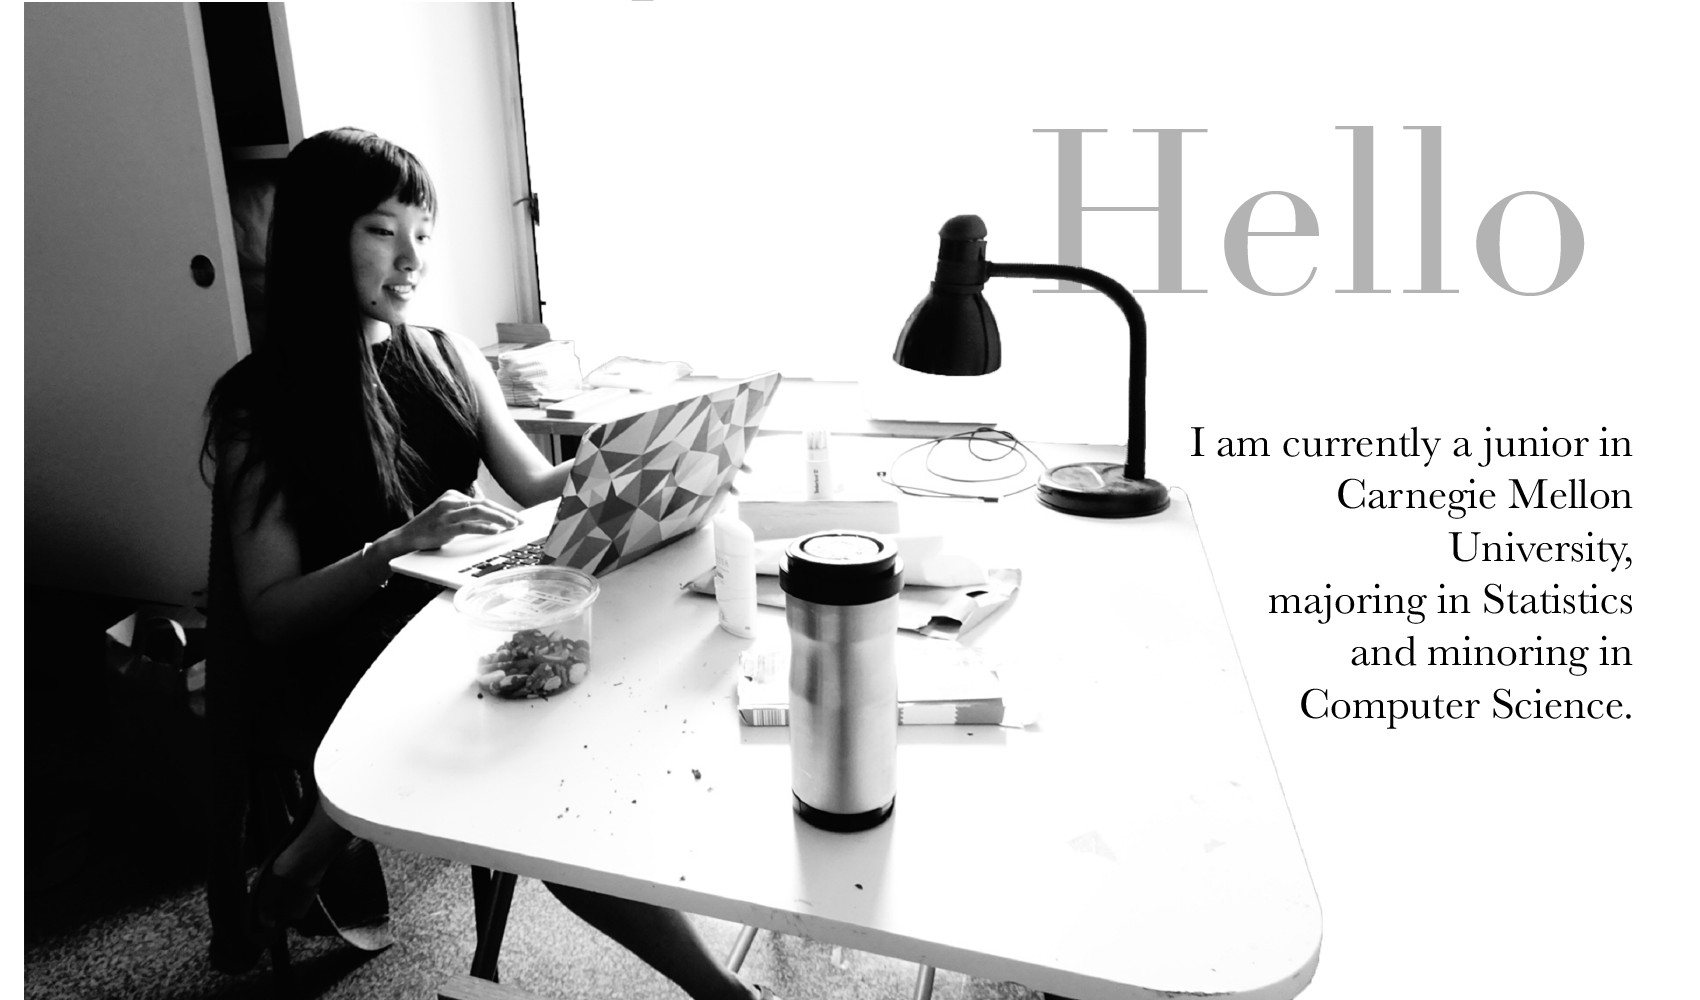 Hello
I am currently a junior in
Carnegie Mellon
University,
majoring in Statistics
and minoring in
Computer Science.